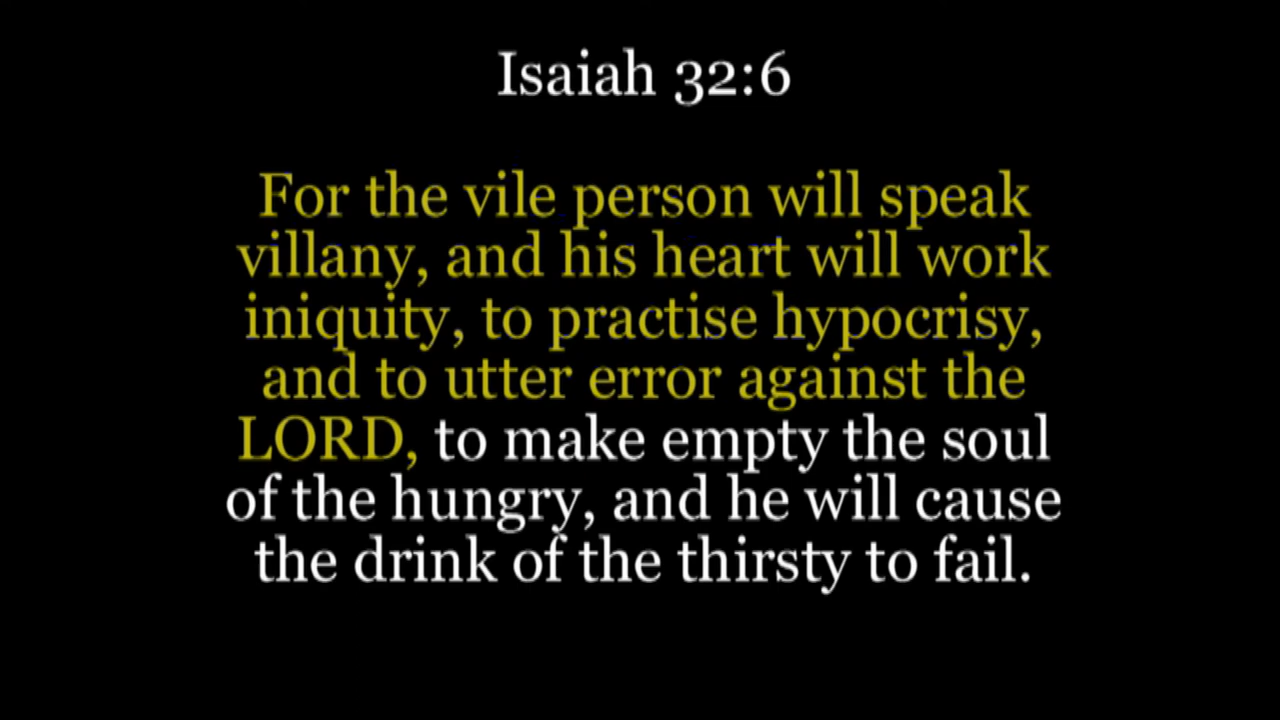 Isaiah 32:6
For the vile person will speak
villany, and his heart will work
iniquity, to practise hypocrisy,
and to utter error against the
LORD, to make empty the soul
of the hungry, and he will cause
the drink of the thirsty to fail.